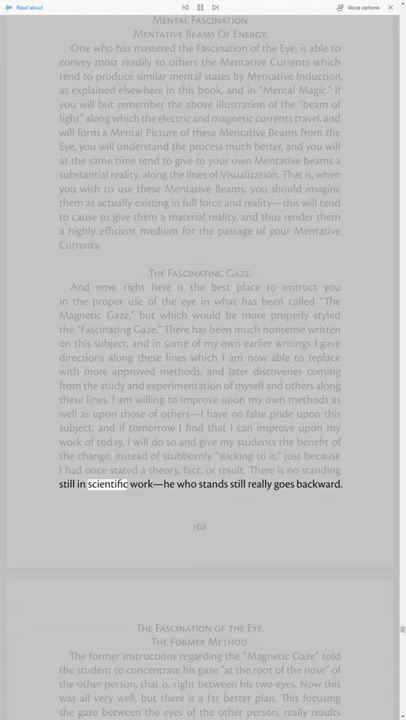 Read aloud
Voice options
MENTAL FASCINATION
MENTATIVE BEAMS OF ENERGY.
One who has mastered the Fascination of the Eye, is able to
convey most readily to others the Mentative Currents which
tend to produce similar mental states by Mentative Induction,
as explained elsewhere in this book, and in "Mental Magic." If
you will but remember the above illustration of the "beam of
light" along which the electric and magnetic currents travel, and
will form a Mental Picture of these Mentative Beams from the
Eye, you will understand the process much better, and you will
at the same time tend to give to your own Mentative beams a
substantial reality, along the lines of Visualization. That is, when
you wish to use these Mentative Beams, you should imagine
them as actually existing in full force and reality—this will tend
to cause to give them a material reality, and thus render them
a highly efficient medium for the passage of your Mentative
Currents.
THE FASCINATING GAZE.
And now, right here is the best place to instruct you
in the proper use of the eye in what has been called "The
Magnetic Gaze," but which would be more properly styled
the "Fascinating Gaze." There has been much nonsense written
on this subject, and in some of my own earlier writings I gave
directions along these lines which I am now able to replace
with more approved methods, and later discoveries coming
from the study and experimentation of myself and others along
these lines. I am willing to improve upon my own methods as
well as upon those of others—I have no false pride upon this
subject, and if tomorrow I find that I can improve upon my
work of today, I will do so and give my students the benefit of
the change, instead of stubbornly "sticking to it," just because
I had once stated a theory, fact, or result. There is no standing
still in scientific work—he who stands still really goes backward.
168
THE FASCINATION OF THE EYE.
THE FORMER METHOD.
The former instructions regarding the "Magnetic Gaze" told
the student to concentrate his gaze "at the root of the nose" of
the other person, that is, right between his two eyes. Now this
was all very well, but there is a far better plan. This focusing
the gaze between the eyes of the other person, really results